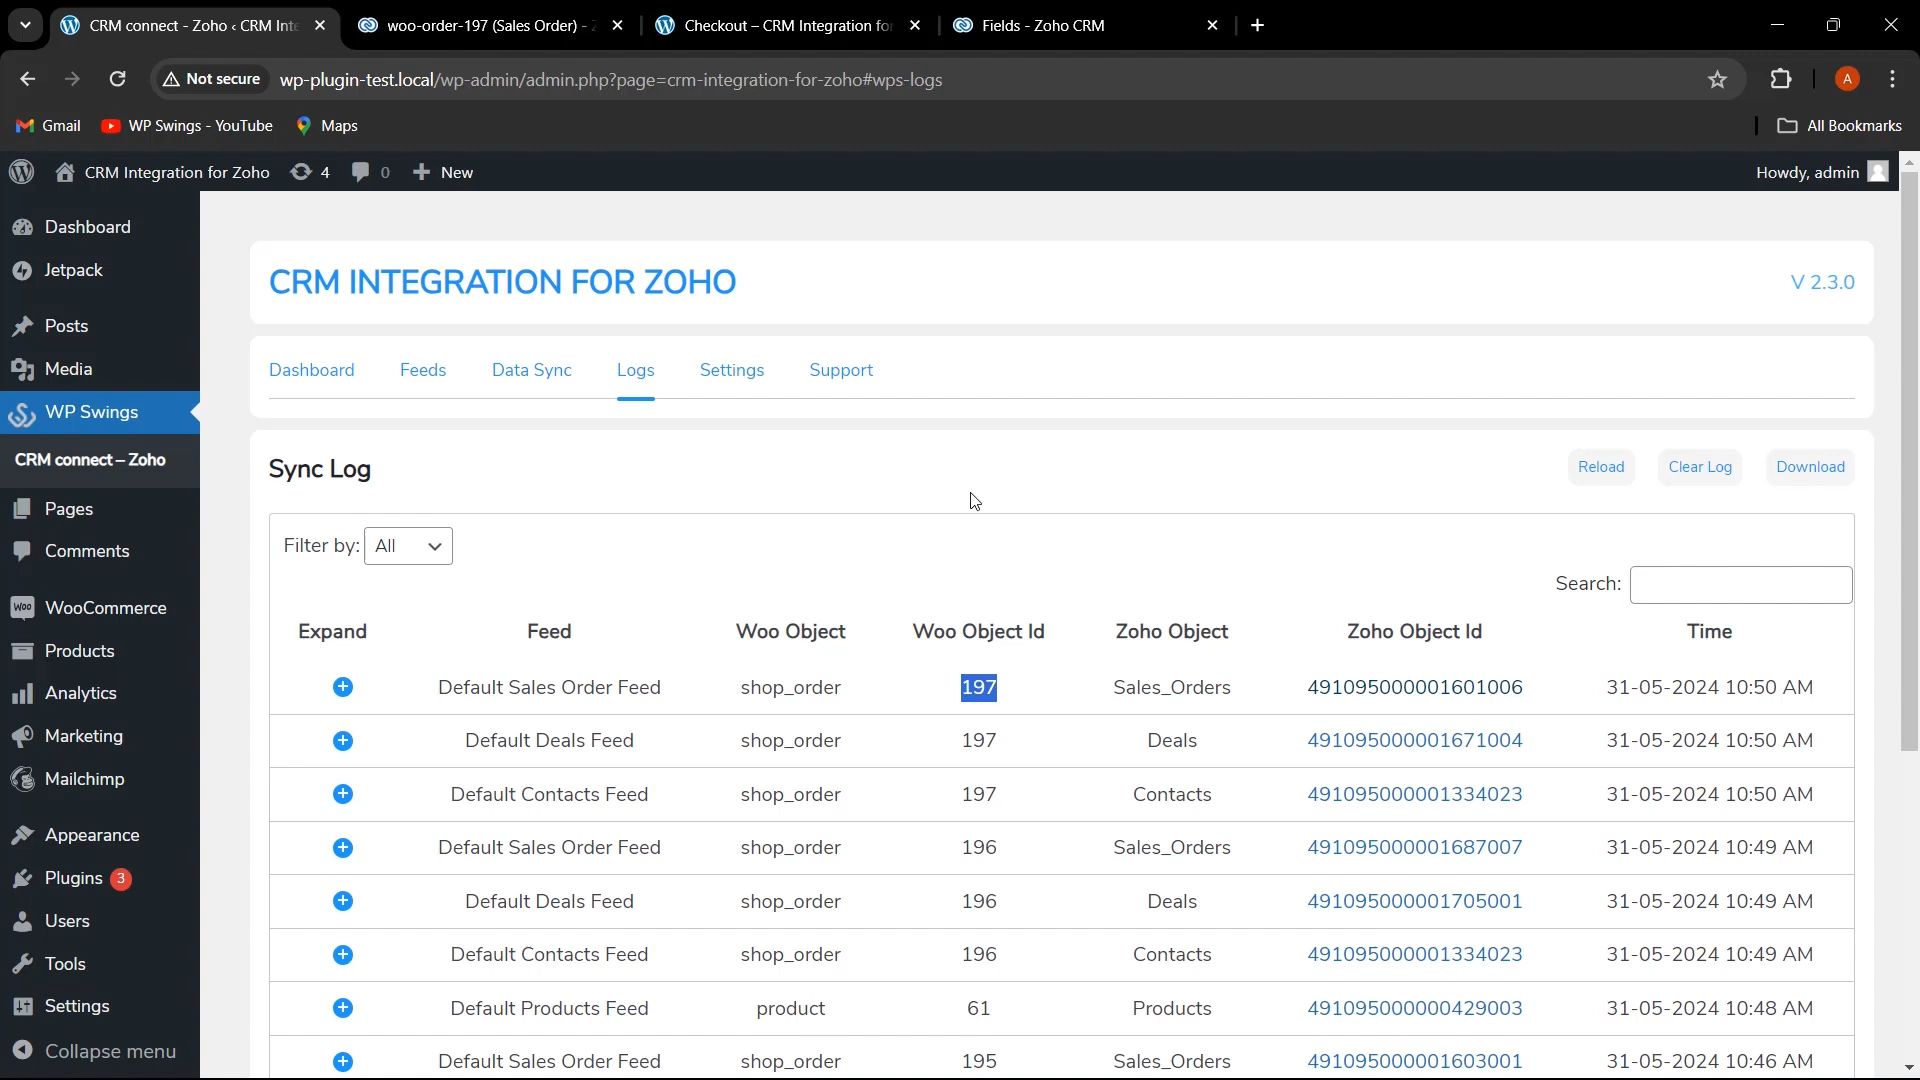 CRM connect - Zoho ‹ CRM Inte
woo-order-197 (Sales Order) - Z
Checkout – CRM Integration for
Fields - Zoho CRM
Not secure
wp-plugin-test.local/wp-admin/admin.php?page=crm-integration-for-zoho#wps-logs
A
Gmail
WP Swings - YouTube
Maps
All Bookmarks
CRM Integration for Zoho
4
0
New
Howdy, admin
Dashboard
Jetpack
Posts
Media
WP Swings
CRM connect – Zoho
Pages
Comments
Woo WooCommerce
Products
Analytics
Marketing
Mailchimp
Appearance
Plugins 3
Users
Tools
Settings
Collapse menu
CRM INTEGRATION FOR ZOHO
V 2.3.0
Dashboard Feeds Data Sync Logs Settings Support
Sync Log
Reload Clear Log Download
Filter by: All
Search:
Expand Feed Woo Object Woo Object Id Zoho Object Zoho Object Id Time
Default Sales Order Feed shop_order 197 Sales_Orders 491095000001601006 31-05-2024 10:50 AM
Default Deals Feed shop_order 197 Deals 491095000001671004 31-05-2024 10:50 AM
Default Contacts Feed shop_order 197 Contacts 491095000001334023 31-05-2024 10:50 AM
Default Sales Order Feed shop_order 196 Sales_Orders 491095000001687007 31-05-2024 10:49 AM
Default Deals Feed shop_order 196 Deals 491095000001705001 31-05-2024 10:49 AM
Default Contacts Feed shop_order 196 Contacts 491095000001334023 31-05-2024 10:49 AM
Default Products Feed product 61 Products 491095000000429003 31-05-2024 10:48 AM
Default Sales Order Feed shop_order 195 Sales_Orders 491095000001603001 31-05-2024 10:46 AM